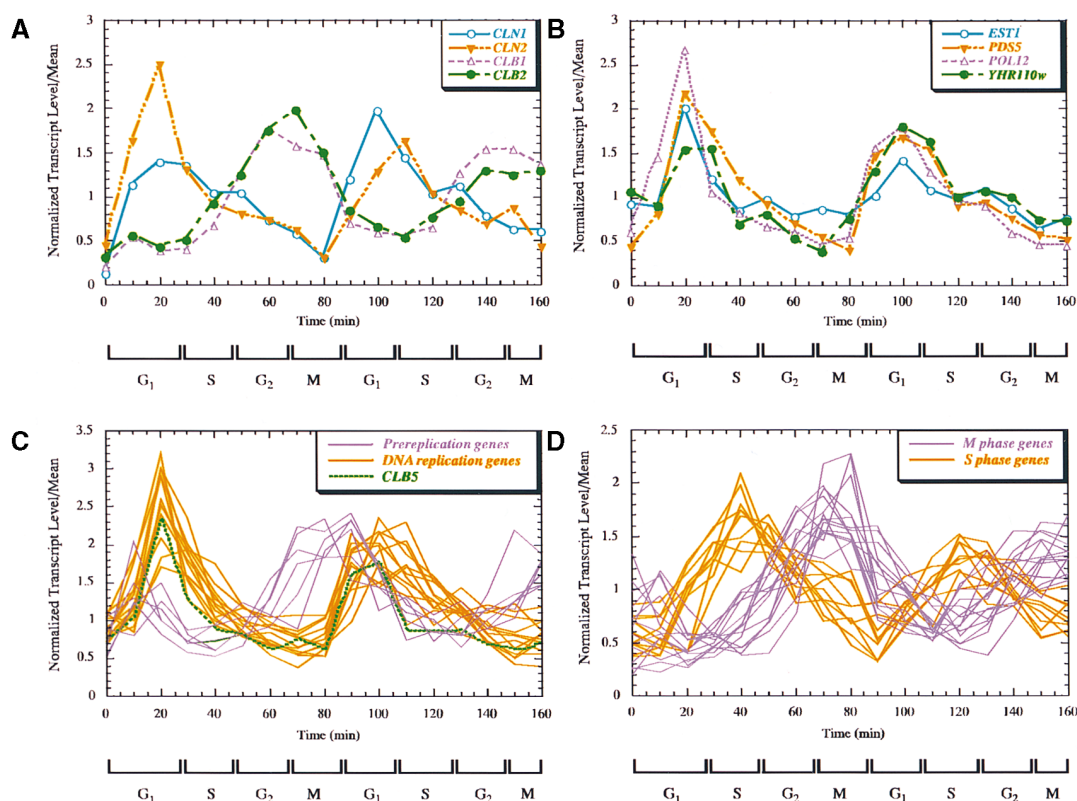 A
Normalized Transcript Level/Mean
3
2.5
2
1.5
1
0.5
0
CLN1
CLN2
CLB1
CLB2
0 20 40 60 80 100 120 140 160
Time (min)
G1 S G2 M G1 S G2 M
B
Normalized Transcript Level/Mean
3
2.5
2
1.5
1
0.5
0
EST1
PDS5
POL12
YHR110w
0 20 40 60 80 100 120 140 160
Time (min)
G1 S G2 M G1 S G2 M
C
Normalized Transcript Level/Mean
3.5
3
2.5
2
1.5
1
0.5
0
Prereplication genes
DNA replication genes
CLB5
0 20 40 60 80 100 120 140 160
Time (min)
G1 S G2 M G1 S G2 M
D
Normalized Transcript Level/Mean
2.5
2
1.5
1
0.5
0
M phase genes
S phase genes
0 20 40 60 80 100 120 140 160
Time (min)
G1 S G2 M G1 S G2 M